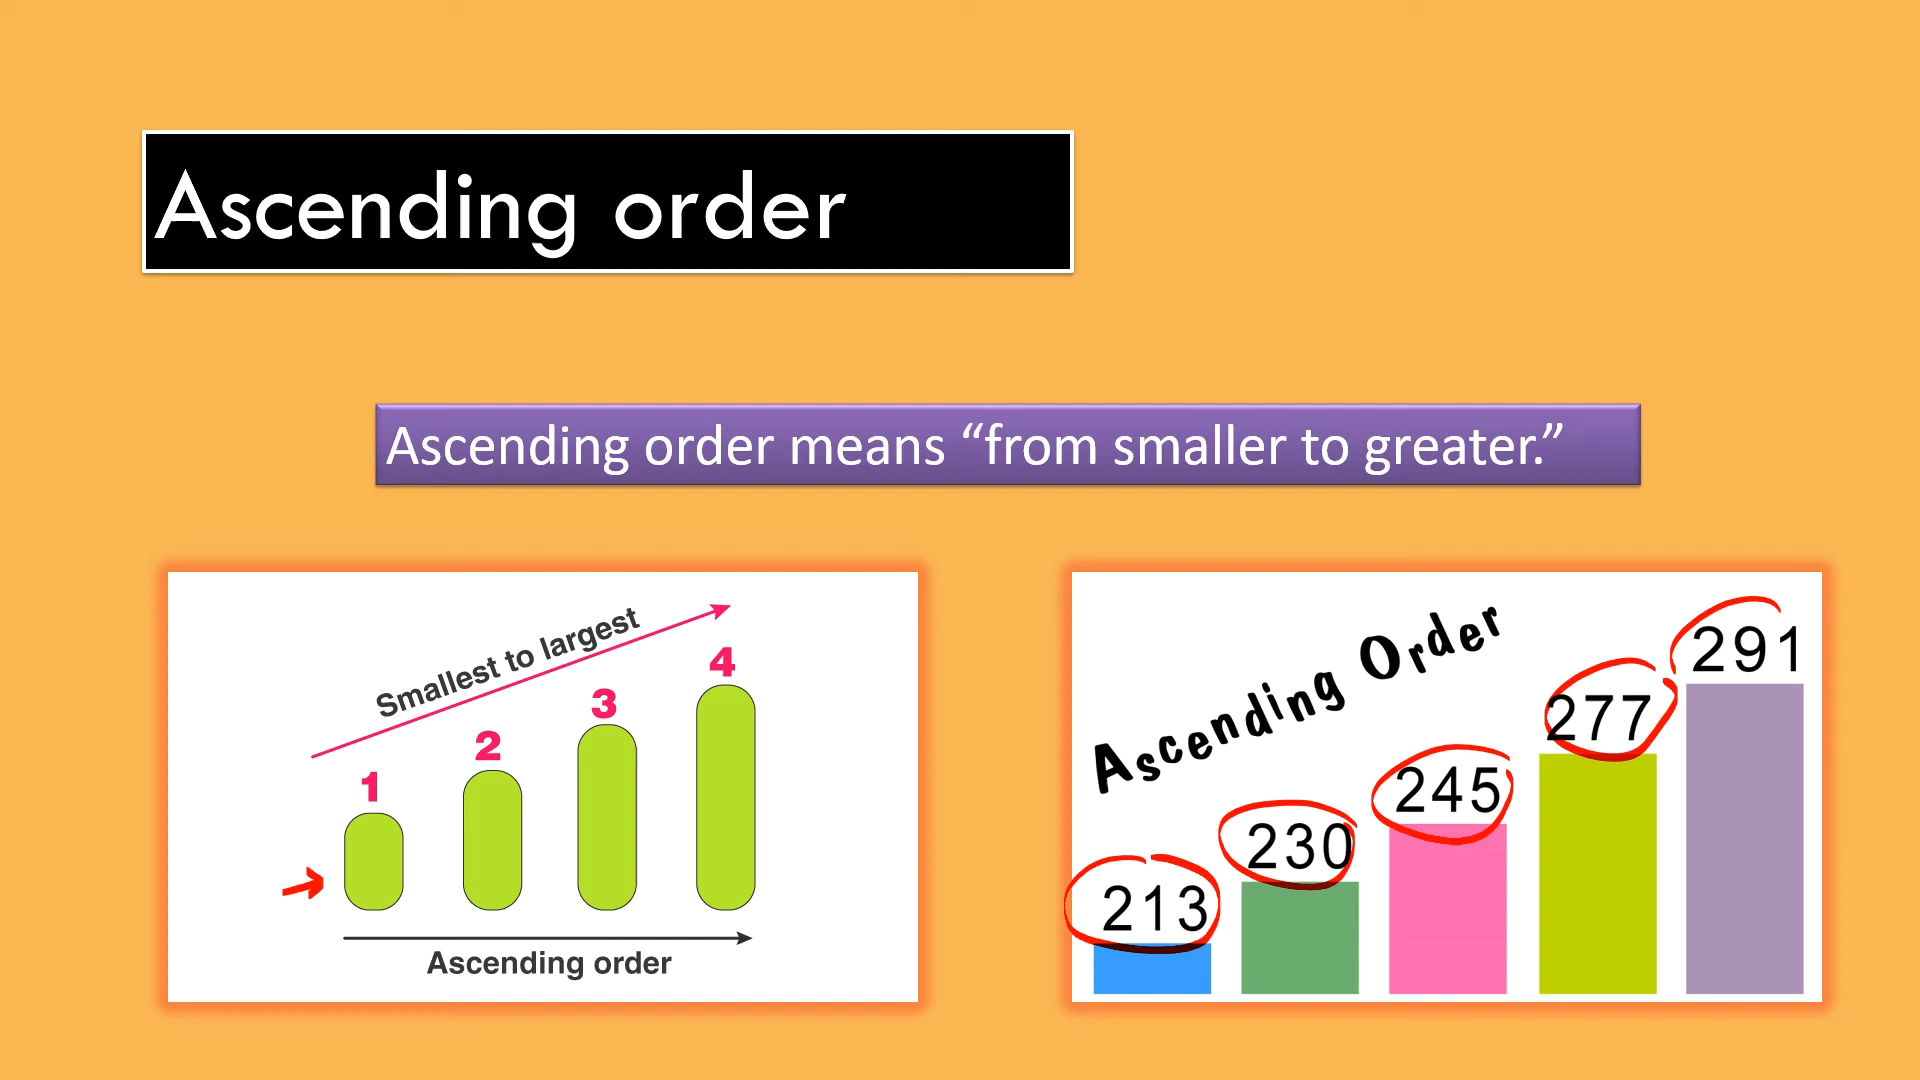 Ascending order
Ascending order means “from smaller to greater.”
Smallest to largest
1
2
3
4
Ascending order
Ascending Order
213
230
245
277
291